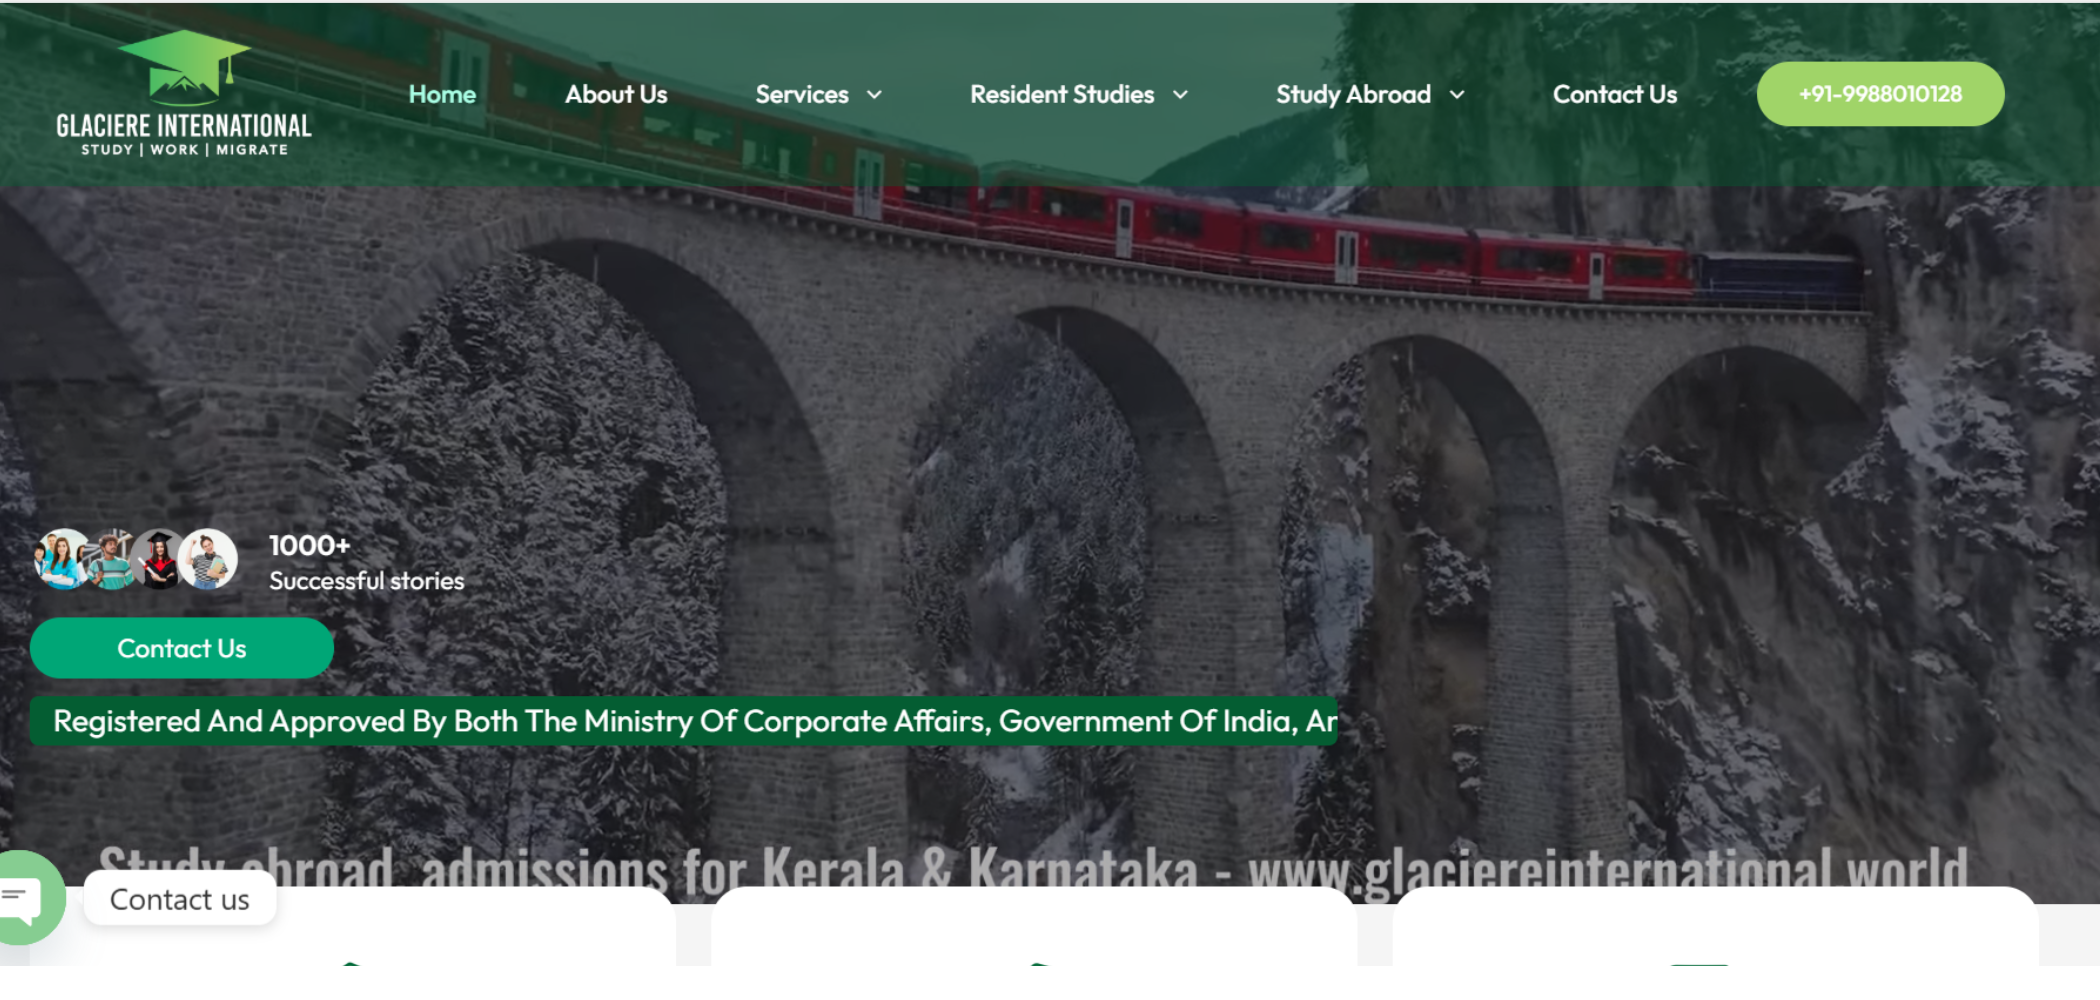 GLACIERE INTERNATIONAL
STUDY | WORK | MIGRATE
Home
About Us
Services
Resident Studies
Study Abroad
Contact Us
+91-9988010128
1000+
Successful stories
Contact Us
Registered And Approved By Both The Ministry Of Corporate Affairs, Government Of India, Ar
Study abroad admissions for Kerala & Karnataka - www.glaciereinternational.world
Contact us